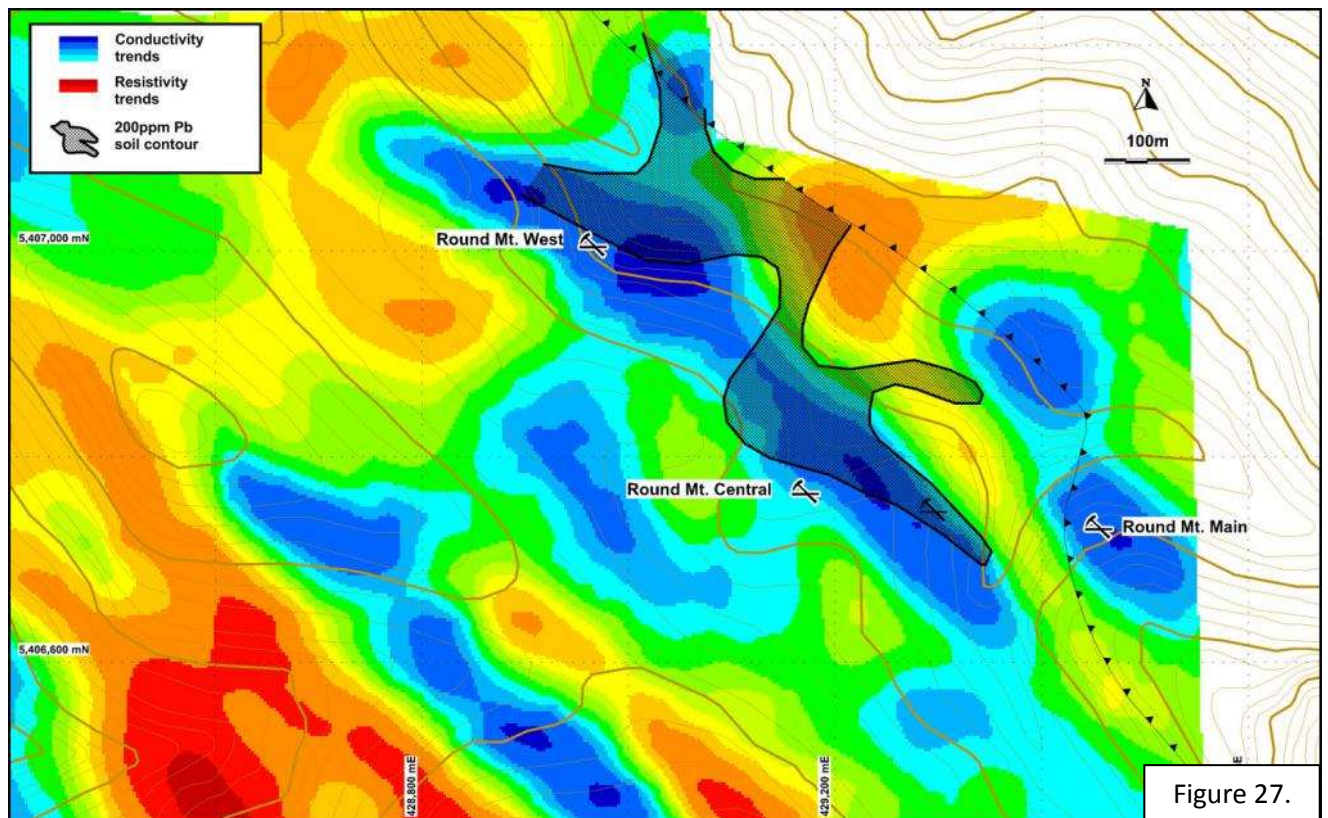 Conductivity
trends
Resistivity
trends
200ppm Pb
soil contour
N
100m
5,407,000 mN
Round Mt. West
Round Mt. Central
Round Mt. Main
5,406,600 mN
428,800 mE
429,200 mE
E
Figure 27.